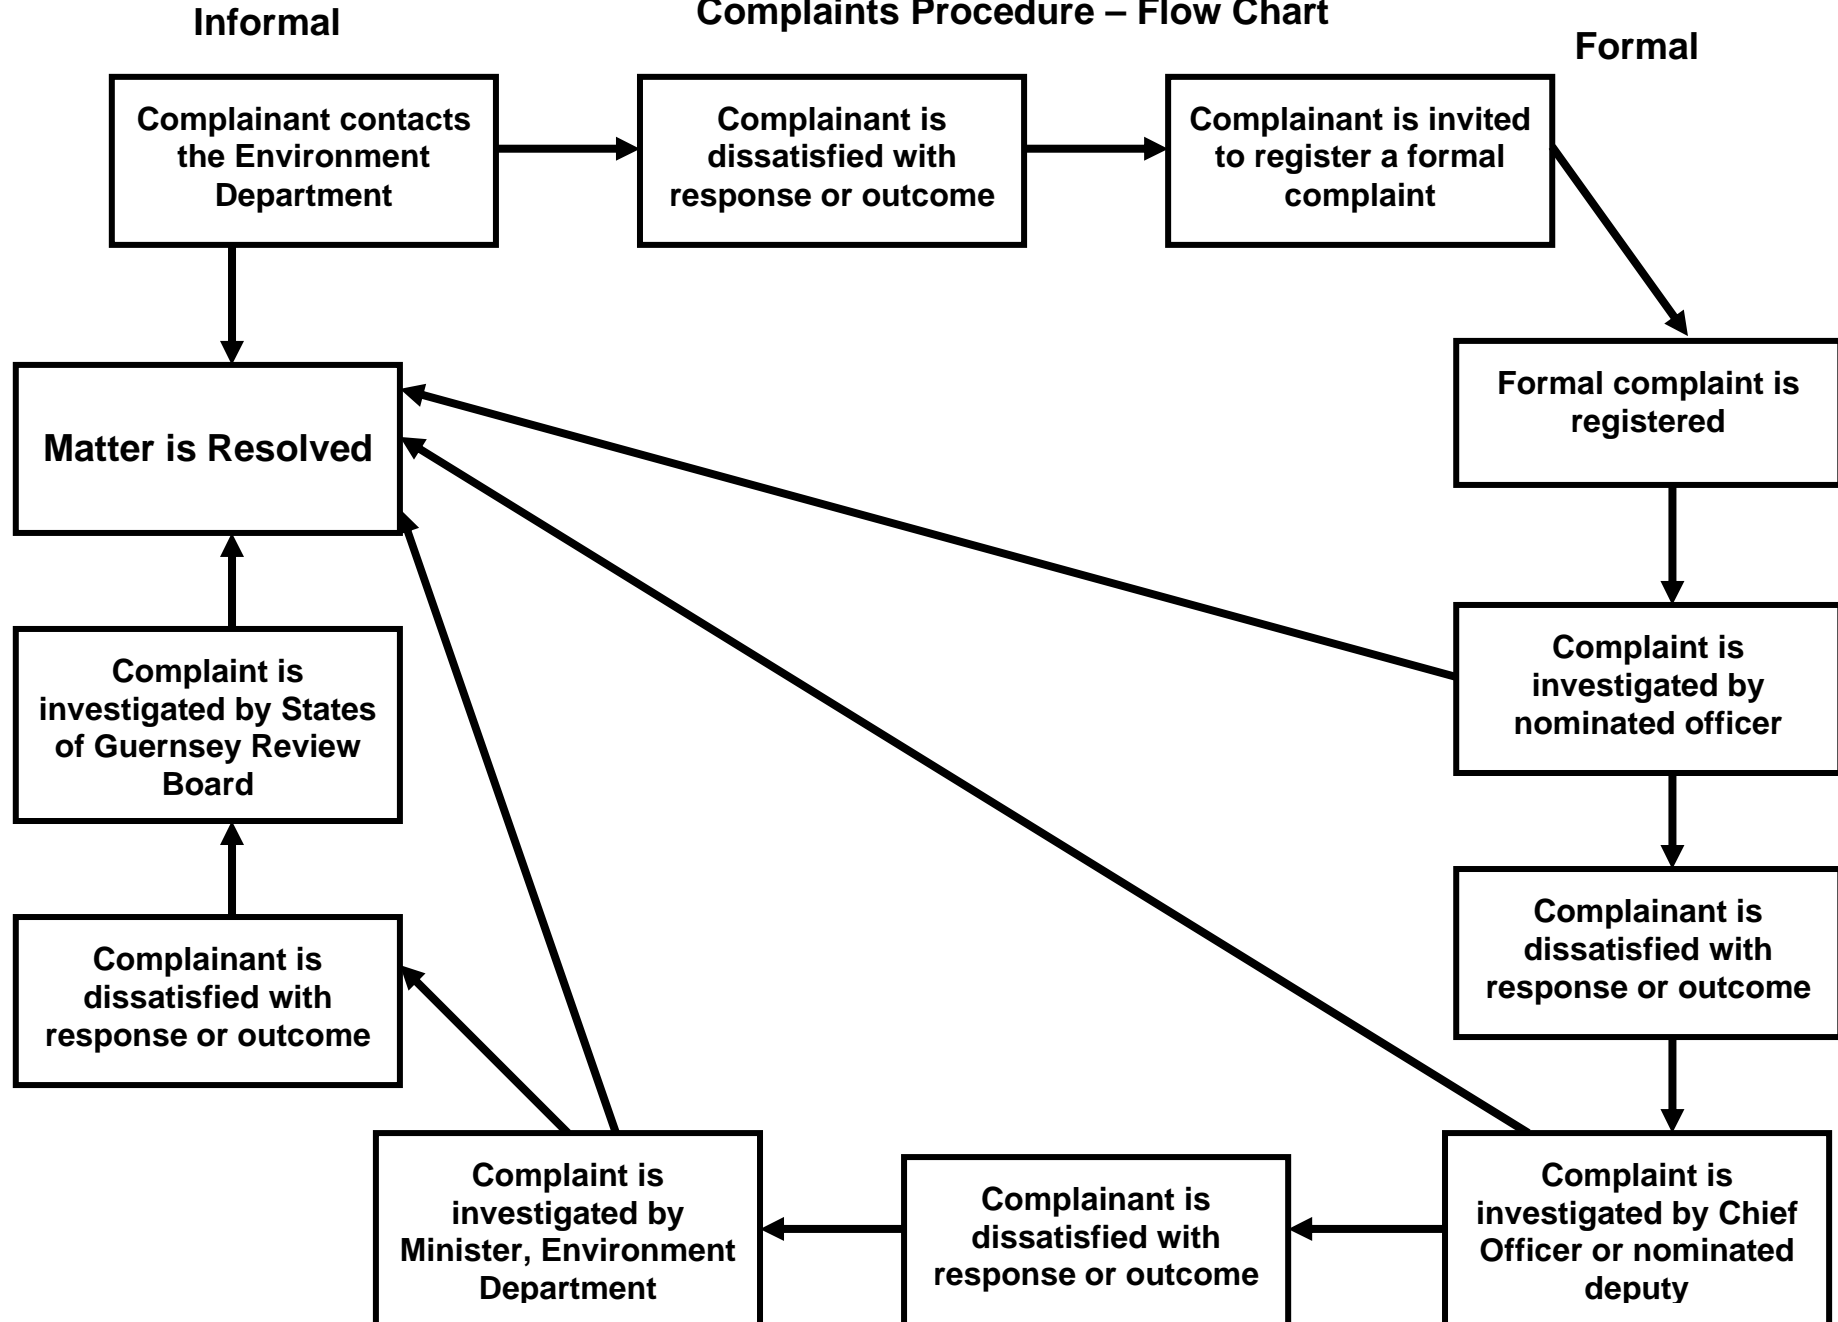 Complaints Procedure – Flow Chart
Informal
Formal
Complainant contacts
the Environment
Department
Complainant is
dissatisfied with
response or outcome
Complainant is invited
to register a formal
complaint
Formal complaint is
registered
Matter is Resolved
Complaint is
investigated by
nominated officer
Complaint is
investigated by States
of Guernsey Review
Board
Complainant is
dissatisfied with
response or outcome
Complainant is
dissatisfied with
response or outcome
Complaint is
investigated by
Minister, Environment
Department
Complainant is
dissatisfied with
response or outcome
Complaint is
investigated by Chief
Officer or nominated
deputy